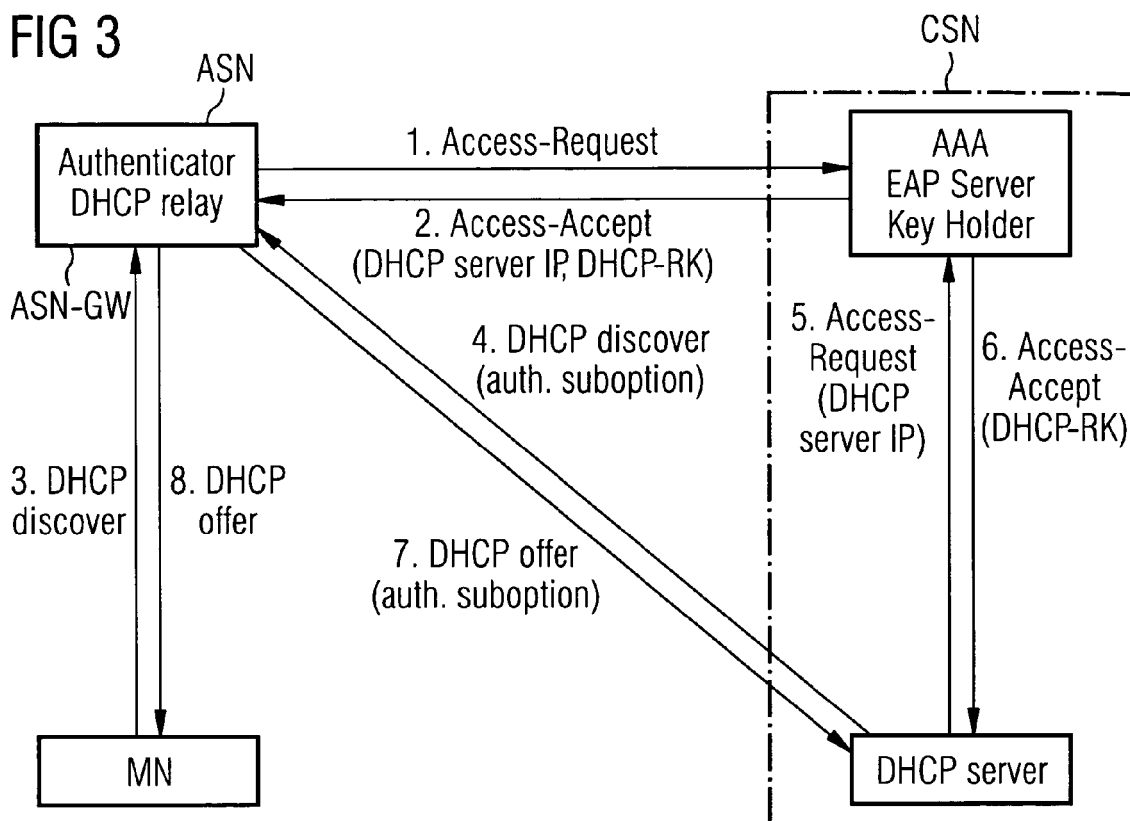 FIG 3
CSN
ASN
Authenticator
DHCP relay
1. Access-Request
AAA
EAP Server
Key Holder
2. Access-Accept
(DHCP server IP, DHCP-RK)
ASN-GW
4. DHCP discover
(auth. suboption)
5. Access-
Request
(DHCP
server IP)
6. Access-
Accept
(DHCP-RK)
3. DHCP
discover
8. DHCP
offer
7. DHCP offer
(auth. suboption)
MN
DHCP server